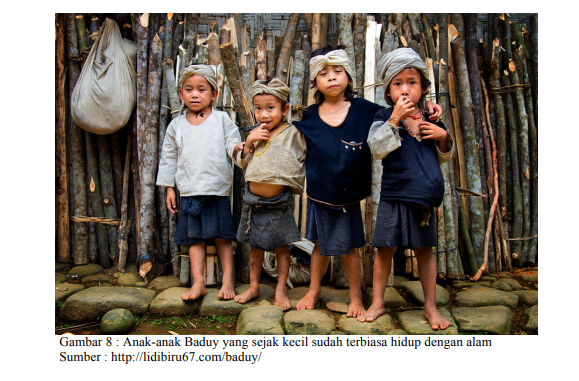 Gambar 8 : Anak-anak Baduy yang sejak kecil sudah terbiasa hidup dengan alam
Sumber : http://lidibiru67.com/baduy/